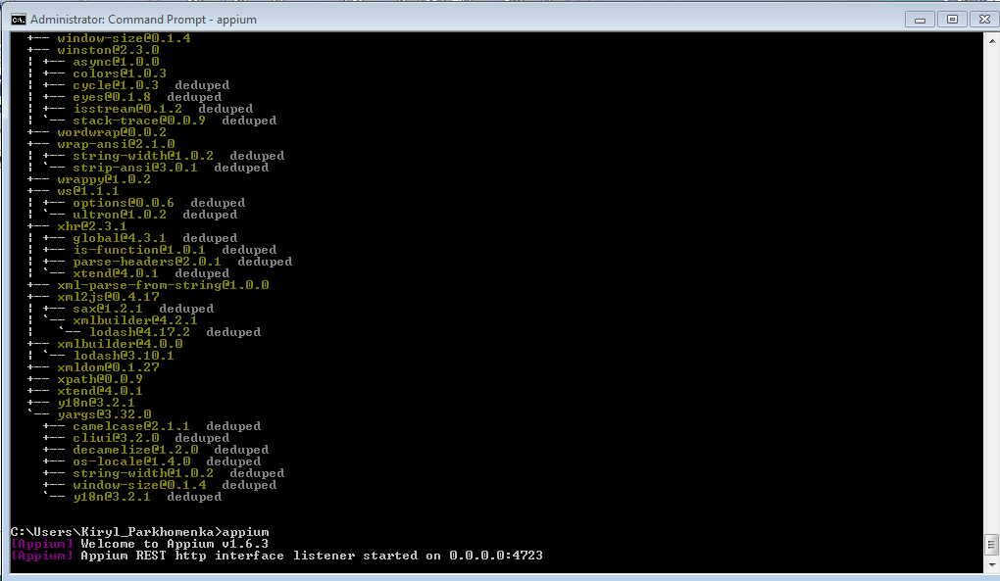 Administrator: Command Prompt - appium
+-- window-size@0.1.4
+-- winston@2.3.0
| +-- async@1.0.0
| +-- colors@1.0.3
| +-- cycle@1.0.3  deduped
| +-- eyes@0.1.8  deduped
| +-- isstream@0.1.2  deduped
| `-- stack-trace@0.0.9  deduped
+-- wordwrap@0.0.2
+-- wrap-ansi@2.1.0
| +-- string-width@1.0.2  deduped
| `-- strip-ansi@3.0.1  deduped
+-- wrappy@1.0.2
+-- ws@1.1.1
| +-- options@0.0.6  deduped
| `-- ultron@1.0.2  deduped
+-- xhr@2.3.1
| +-- global@4.3.1  deduped
| +-- is-function@1.0.1  deduped
| +-- parse-headers@2.0.1  deduped
| `-- xtend@4.0.1  deduped
+-- xml-parse-from-string@1.0.0
+-- xml2js@0.4.17
| +-- sax@1.2.1  deduped
| `-- xmlbuilder@4.2.1
|   `-- lodash@4.17.2  deduped
+-- xmlbuilder@4.0.0
| `-- lodash@3.10.1
+-- xmldom@0.1.27
+-- xpath@0.0.9
+-- xtend@4.0.1
+-- y18n@3.2.1
`-- yargs@3.32.0
  +-- camelcase@2.1.1  deduped
  +-- cliui@3.2.0  deduped
  +-- decamelize@1.2.0  deduped
  +-- os-locale@1.4.0  deduped
  +-- string-width@1.0.2  deduped
  +-- window-size@0.1.4  deduped
  `-- y18n@3.2.1  deduped
C:\Users\Kiryl_Parkhomenka>appium
[Appium] Welcome to Appium v1.6.3
[Appium] Appium REST http interface listener started on 0.0.0.0:4723